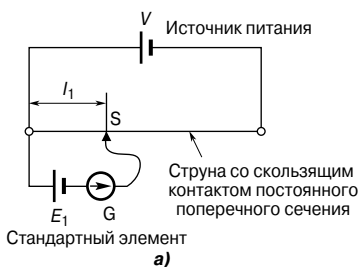 V
Источник питания
l₁
S
Струна со скользящим
контактом постоянного
поперечного сечения
E₁
G
Стандартный элемент
а)